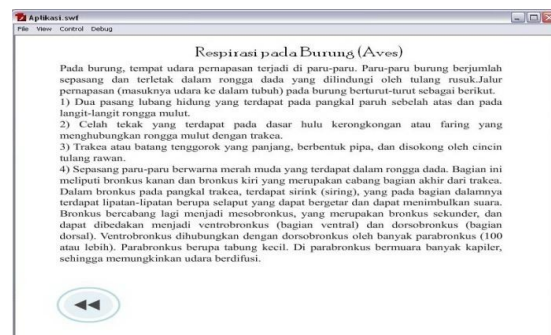 Aplikasi.swf
File View Control Debug
Respirasi pada Burung (Aves)
Pada burung, tempat udara pernapasan terjadi di paru-paru. Paru-paru burung berjumlah
sepasang dan terletak dalam rongga dada yang dilindungi oleh tulang rusuk.Jalur
pernapasan (masuknya udara ke dalam tubuh) pada burung berturut-turut sebagai berikut.
1) Dua pasang lubang hidung yang terdapat pada pangkal paruh sebelah atas dan pada
langit-langit rongga mulut.
2) Celah tekak yang terdapat pada dasar hulu kerongkongan atau faring yang
menghubungkan rongga mulut dengan trakea.
3) Trakea atau batang tenggorok yang panjang, berbentuk pipa, dan disokong oleh cincin
tulang rawan.
4) Sepasang paru-paru berwarna merah muda yang terdapat dalam rongga dada. Bagian ini
meliputi bronkus kanan dan bronkus kiri yang merupakan cabang bagian akhir dari trakea.
Dalam bronkus pada pangkal trakea, terdapat sirink (siring), yang pada bagian dalamnya
terdapat lipatan-lipatan berupa selaput yang dapat bergetar dan dapat menimbulkan suara.
Bronkus bercabang lagi menjadi mesobronkus, yang merupakan bronkus sekunder, dan
dapat dibedakan menjadi ventrobronkus (bagian ventral) dan dorsobronkus (bagian
dorsal). Ventrobronkus dihubungkan dengan dorsobronkus oleh banyak parabronkus (100
atau lebih). Parabronkus berupa tabung kecil. Di parabronkus bermuara banyak kapiler,
sehingga memungkinkan udara berdifusi.